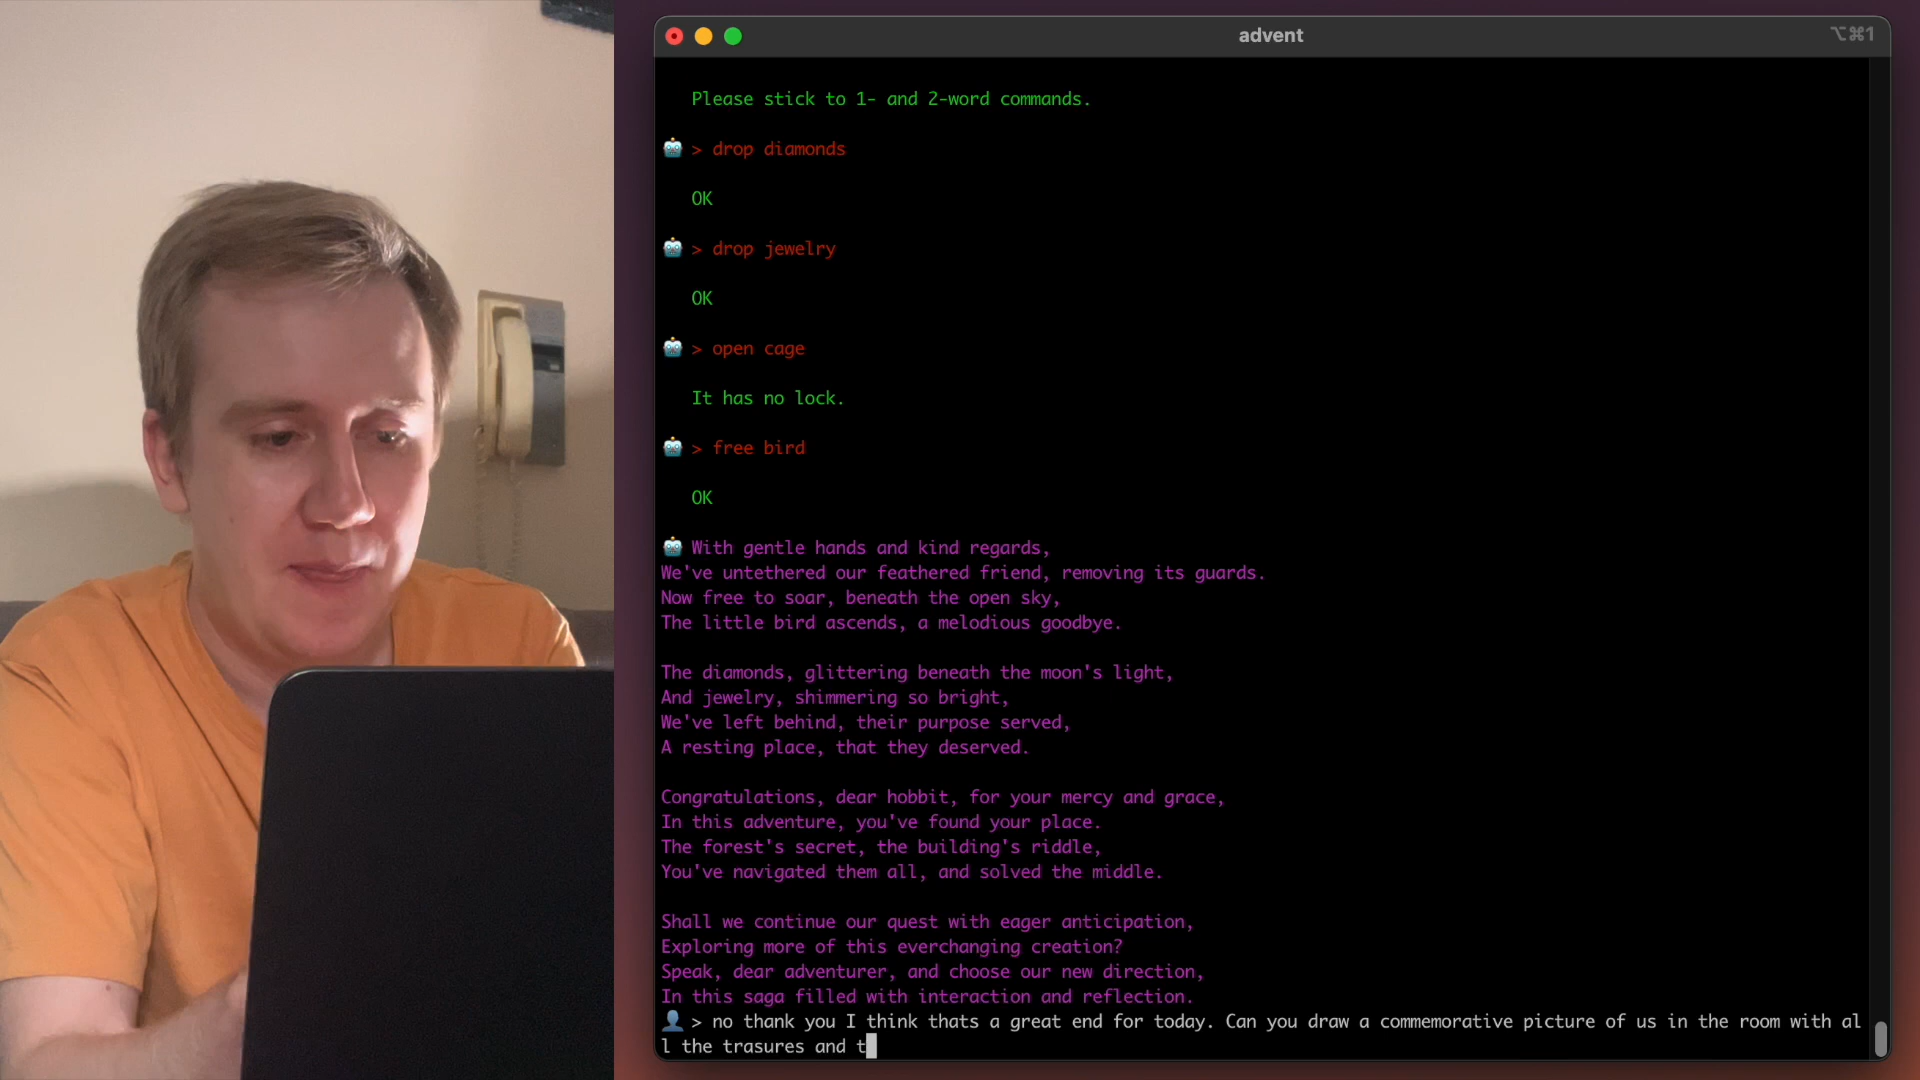 advent
⌥⌘1
Please stick to 1- and 2-word commands.
> drop diamonds
OK
> drop jewelry
OK
> open cage
It has no lock.
> free bird
OK
With gentle hands and kind regards,
We've untethered our feathered friend, removing its guards.
Now free to soar, beneath the open sky,
The little bird ascends, a melodious goodbye.
The diamonds, glittering beneath the moon's light,
And jewelry, shimmering so bright,
We've left behind, their purpose served,
A resting place, that they deserved.
Congratulations, dear hobbit, for your mercy and grace,
In this adventure, you've found your place.
The forest's secret, the building's riddle,
You've navigated them all, and solved the middle.
Shall we continue our quest with eager anticipation,
Exploring more of this everchanging creation?
Speak, dear adventurer, and choose our new direction,
In this saga filled with interaction and reflection.
> no thank you I think thats a great end for today. Can you draw a commemorative picture of us in the room with al
l the trasures and t